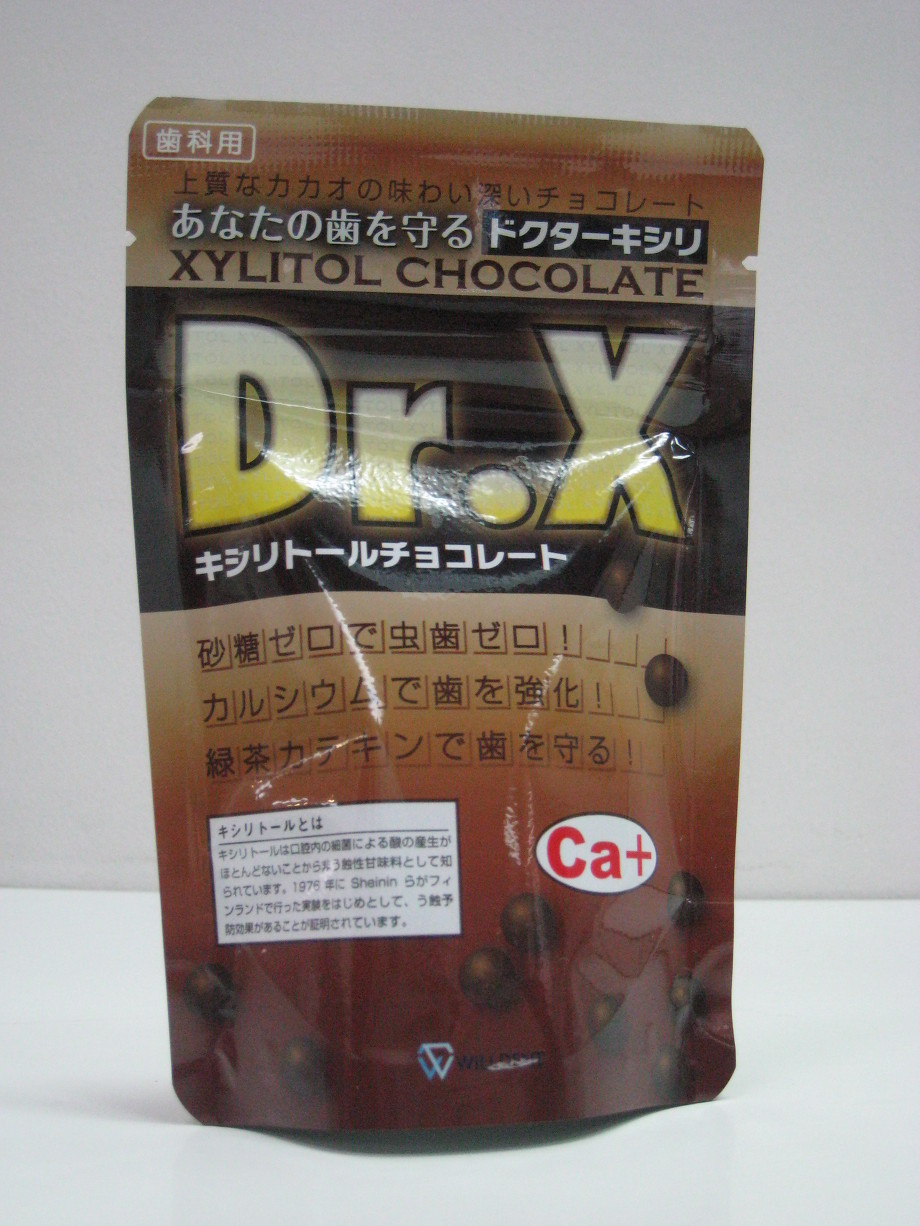 歯科用
上質なカカオの味わい深いチョコレート
あなたの歯を守る ドクターキシリ
XYLITOL CHOCOLATE
Dr.X
キシリトールチョコレート
砂糖ゼロで虫歯ゼロ!
カルシウムで歯を強化!
緑茶カテキンで歯を守る!
キシリトールとは
キシリトールは口腔内の細菌による酸の産生が
ほとんどないことから非う蝕性甘味料として知
られています。1976年に Sheinin らがフィ
ンランドで行った実験をはじめとして、う蝕予
防効果があることが証明されています。
Ca+
WILLDENT